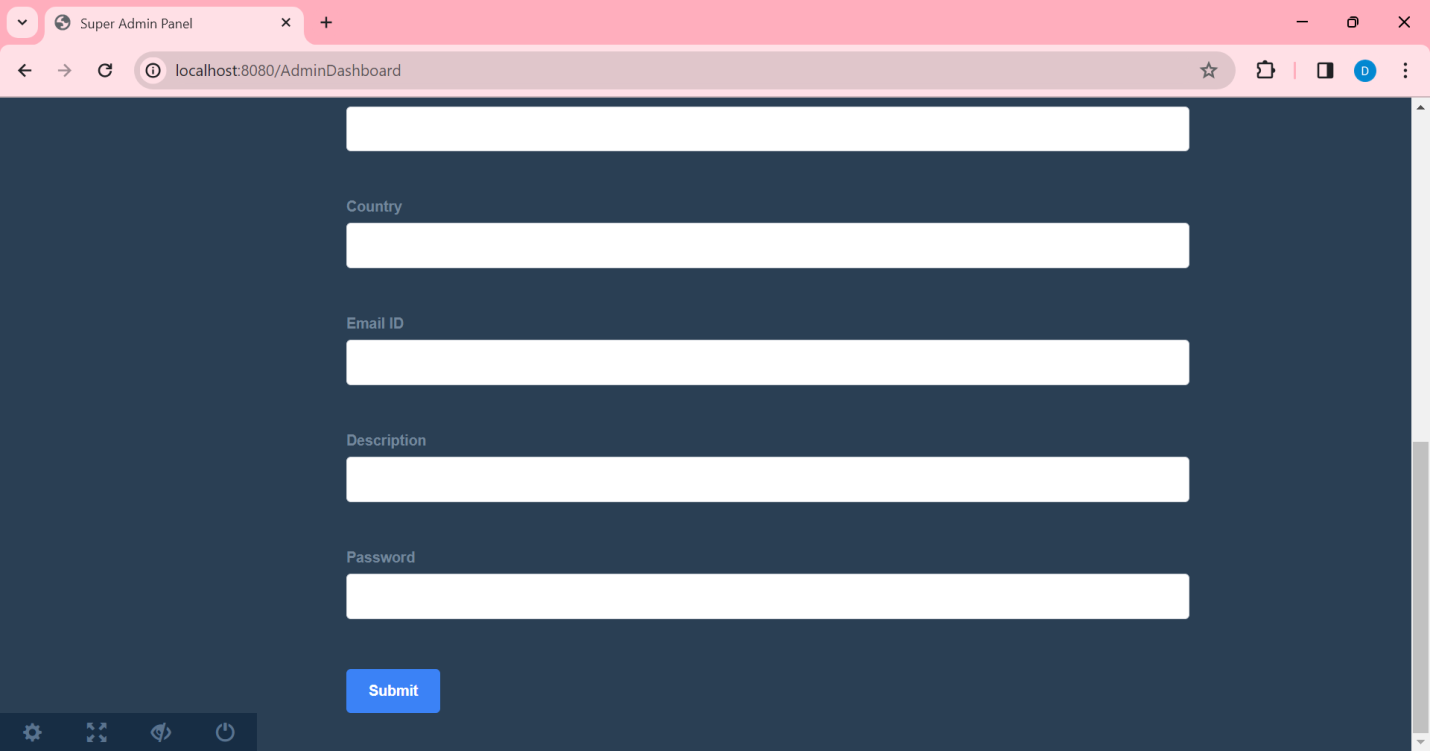 Super Admin Panel
localhost:8080/AdminDashboard
D
Country
Email ID
Description
Password
Submit